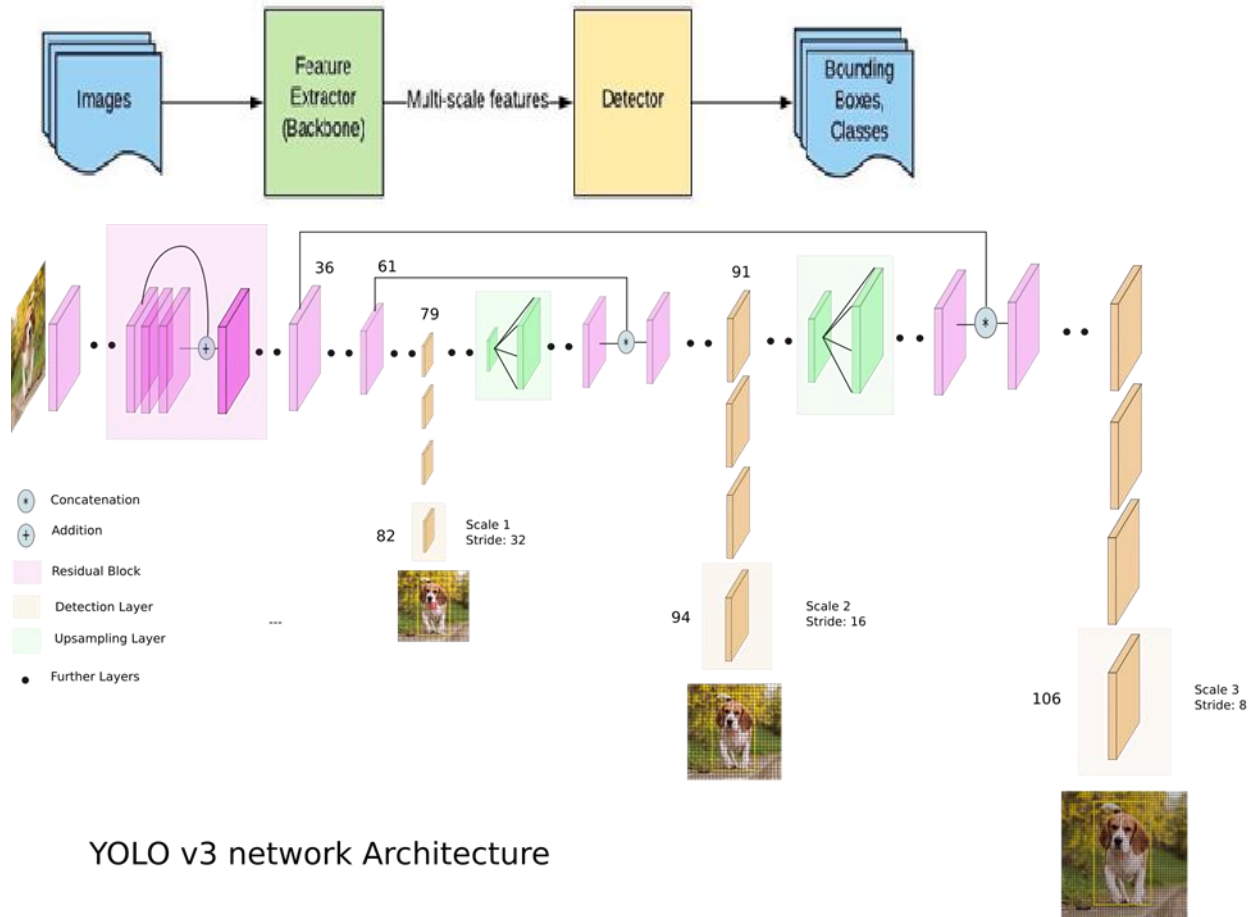 Images
Feature
Extractor
(Backbone)
Multi-scale features
Detector
Bounding
Boxes,
Classes
36
61
79
91
+
*
*
* Concatenation
+ Addition
Residual Block
Detection Layer
Upsampling Layer
Further Layers
---
82
Scale 1
Stride: 32
94
Scale 2
Stride: 16
106
Scale 3
Stride: 8
YOLO v3 network Architecture